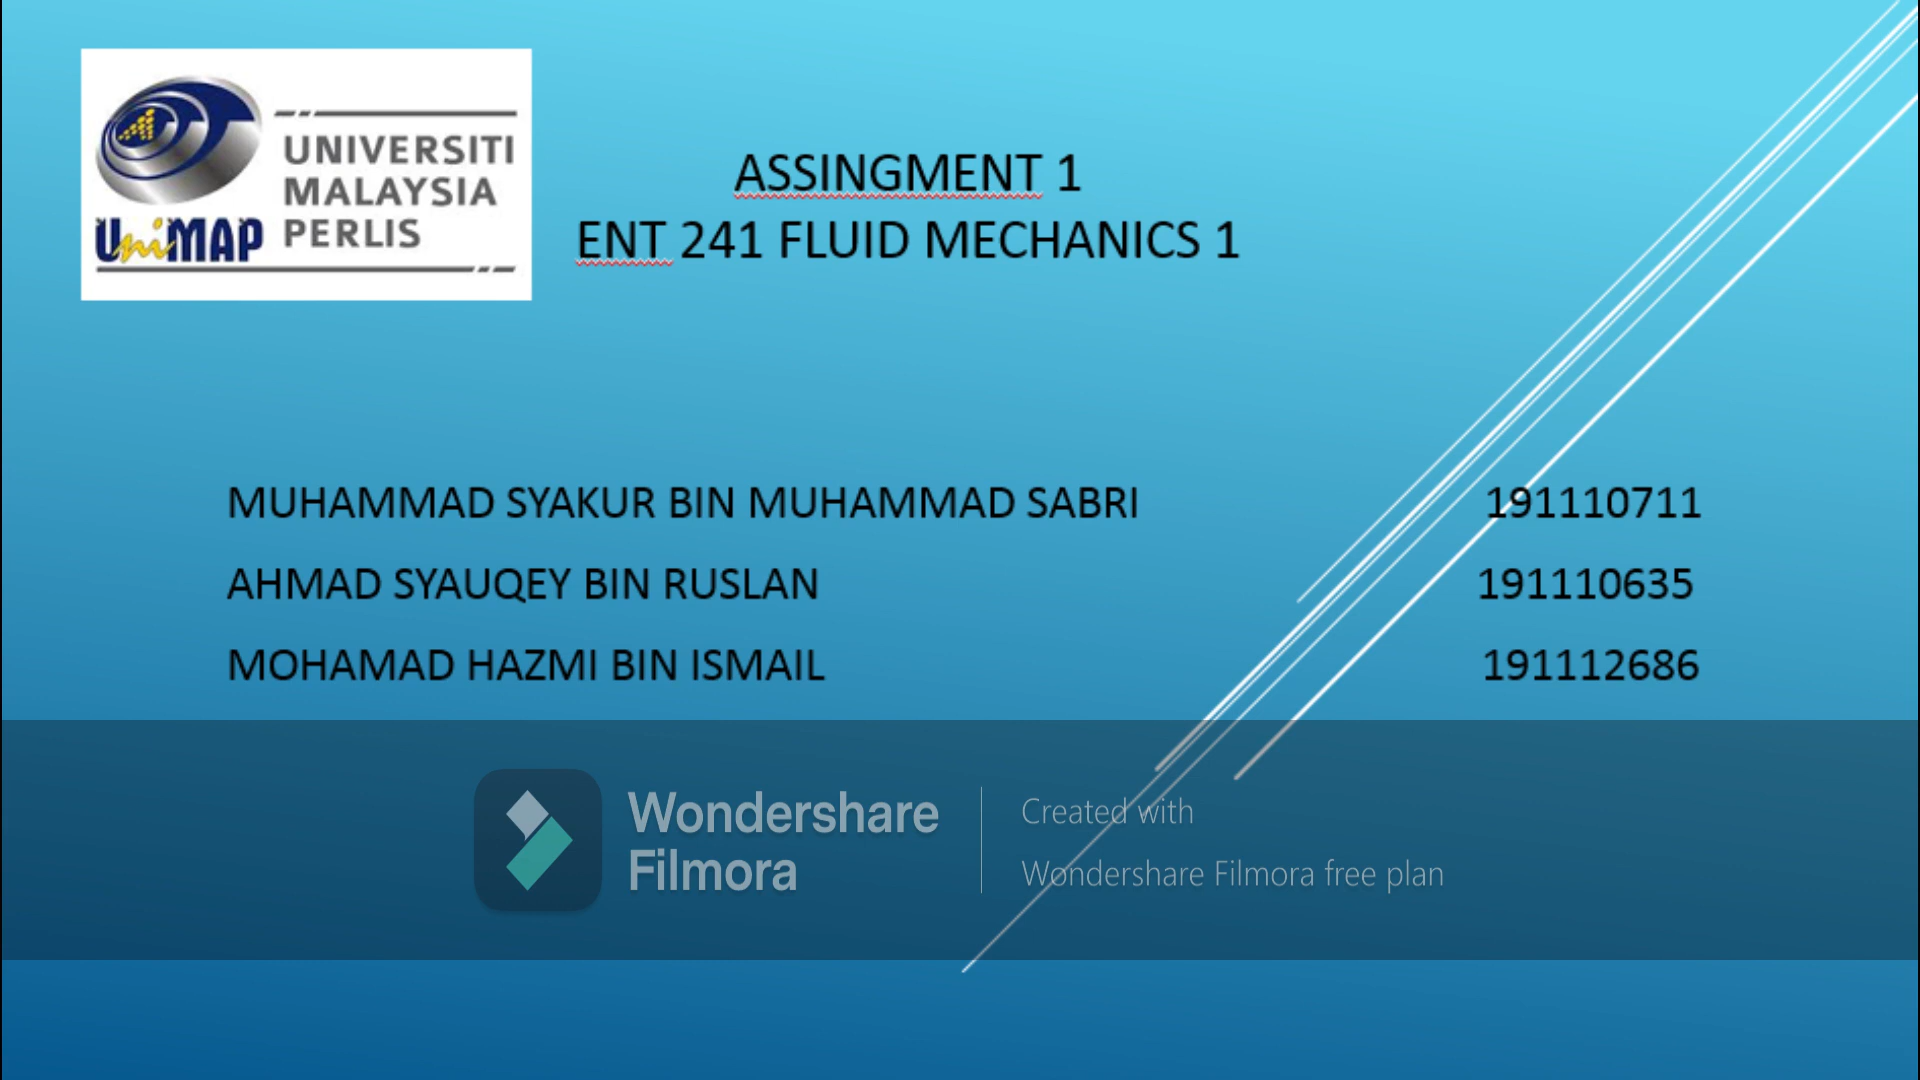 UNIVERSITI
MALAYSIA
PERLIS
UniMAP
ASSINGMENT 1
ENT 241 FLUID MECHANICS 1
MUHAMMAD SYAKUR BIN MUHAMMAD SABRI 191110711
AHMAD SYAUQEY BIN RUSLAN 191110635
MOHAMAD HAZMI BIN ISMAIL 191112686
Wondershare
Filmora
Created with
Wondershare Filmora free plan